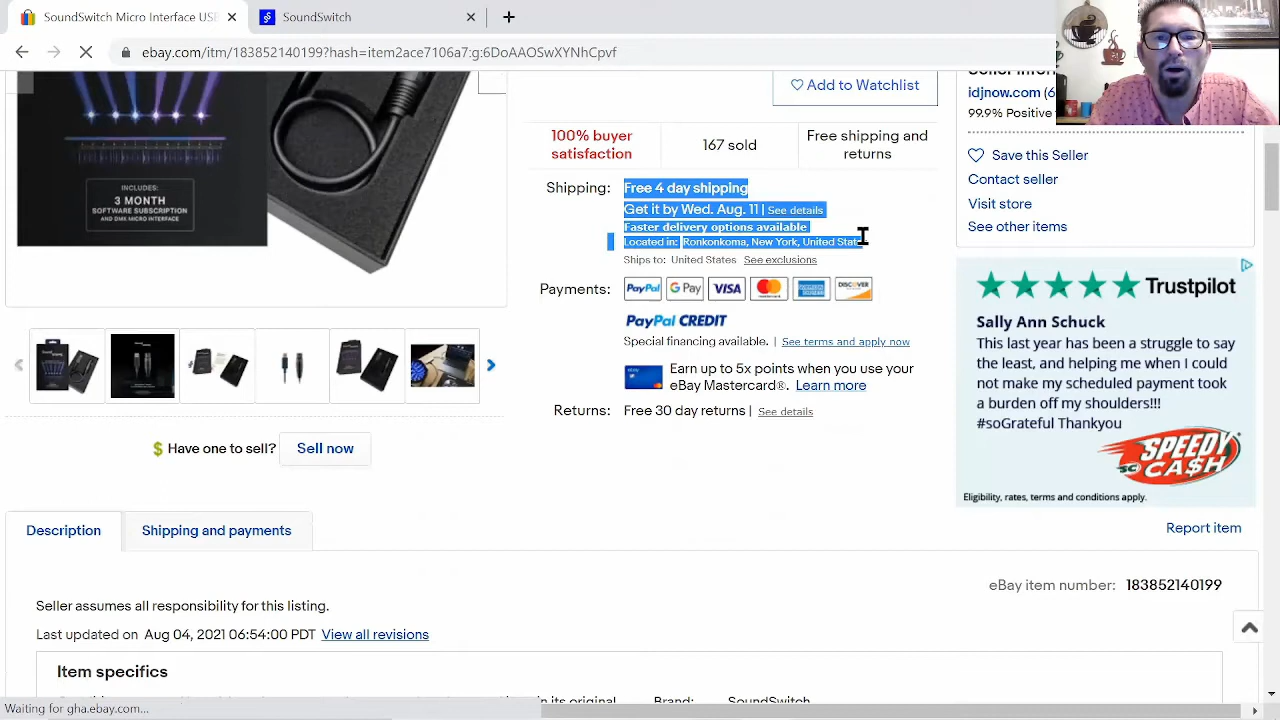 SoundSwitch Micro Interface USB
SoundSwitch
ebay.com/itm/183852140199?hash=item2ace7106a7:g:6DoAAOSwWNhCpvf
Add to Watchlist
idjnow.com
99.9% Positive
100% buyer
satisfaction
167 sold
Free shipping and
returns
Save this Seller
Contact seller
Visit store
See other items
INCLUDES:
3 MONTH
SOFTWARE SUBSCRIPTION
AND DMX MICRO INTERFACE
Shipping: Free 4 day shipping
Get it by Wed. Aug. 11 | See details
Faster delivery options available
Located in: Ronkonkoma, New York, United Stat
Ships to: United States See exclusions
Payments: PayPal G Pay VISA MasterCard DISCOVER
PayPal CREDIT
Special financing available. | See terms and apply now
ebay
Earn up to 5x points when you use your
eBay Mastercard®. Learn more
Returns: Free 30 day returns | See details
Trustpilot
Sally Ann Schuck
This last year has been a struggle to say
the least, and helping me when I could
not make my scheduled payment took
a burden off my shoulders!!!
#soGrateful Thankyou
SC SPEEDY
CA$H
Eligibility, rates, terms and conditions apply.
$ Have one to sell? Sell now
Report item
Description
Shipping and payments
eBay item number: 183852140199
Seller assumes all responsibility for this listing.
Last updated on Aug 04, 2021 06:54:00 PDT View all revisions
Item specifics
in its original
Brand: SoundSwitch
Waiting for gha.ebay.com...